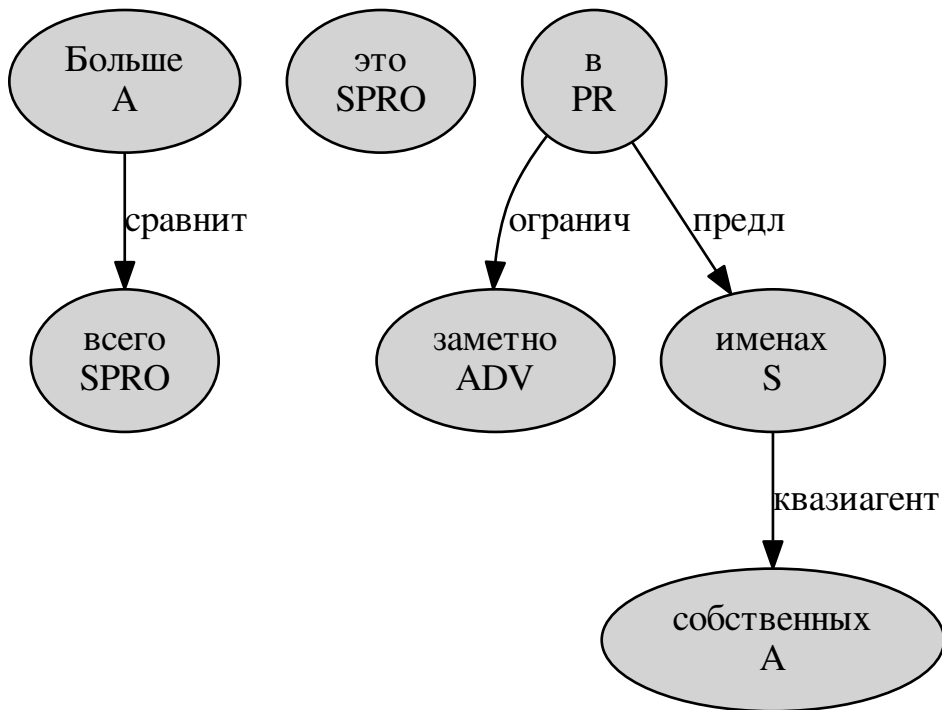 Больше
A
это
SPRO
в
PR
сравнит
огранич
предл
всего
SPRO
заметно
ADV
именах
S
квазиагент
собственных
A